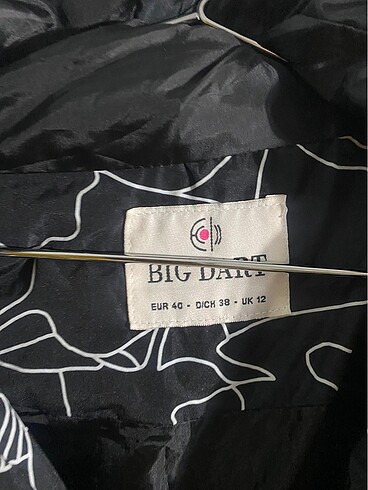 BIG DART
EUR 40 - D/CH 38 - UK 12